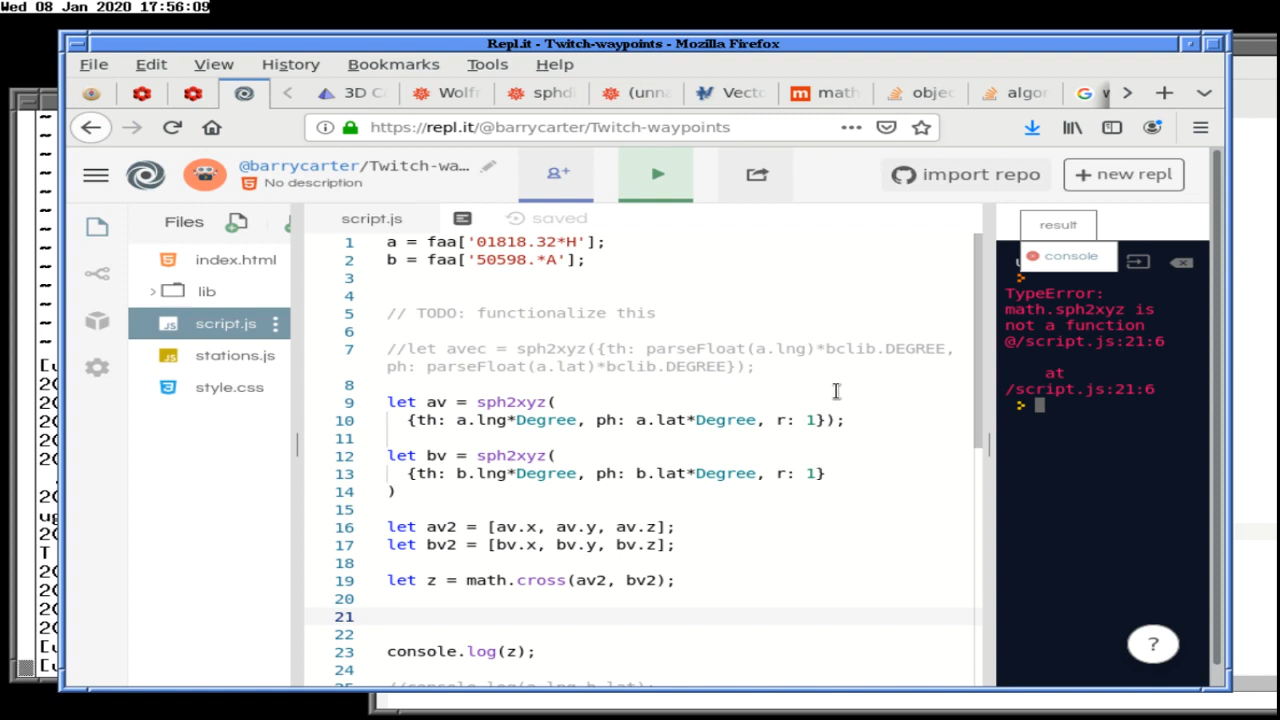 Wed 08 Jan 2020 17:56:09
Repl.it - Twitch-waypoints - Mozilla Firefox
File Edit View History Bookmarks Tools Help
3D C Wolf sphd (unna Vect math objec algor
https://repl.it/@barrycarter/Twitch-waypoints
@barrycarter/Twitch-wa...
No description
import repo
+ new repl
Files
script.js
saved
result
console
index.html
lib
script.js
stations.js
style.css
1 a = faa['01818.32*H'];
2 b = faa['50598.*A'];
3
4
5 // TODO: functionalize this
6
7 //let avec = sph2xyz({th: parseFloat(a.lng)*bclib.DEGREE,
ph: parseFloat(a.lat)*bclib.DEGREE});
8
9 let av = sph2xyz(
10 {th: a.lng*Degree, ph: a.lat*Degree, r: 1});
11
12 let bv = sph2xyz(
13 {th: b.lng*Degree, ph: b.lat*Degree, r: 1}
14 )
15
16 let av2 = [av.x, av.y, av.z];
17 let bv2 = [bv.x, bv.y, bv.z];
18
19 let z = math.cross(av2, bv2);
20
21
22
23 console.log(z);
24
TypeError:
math.sph2xyz is
not a function
@/script.js:21:6
at
/script.js:21:6
?